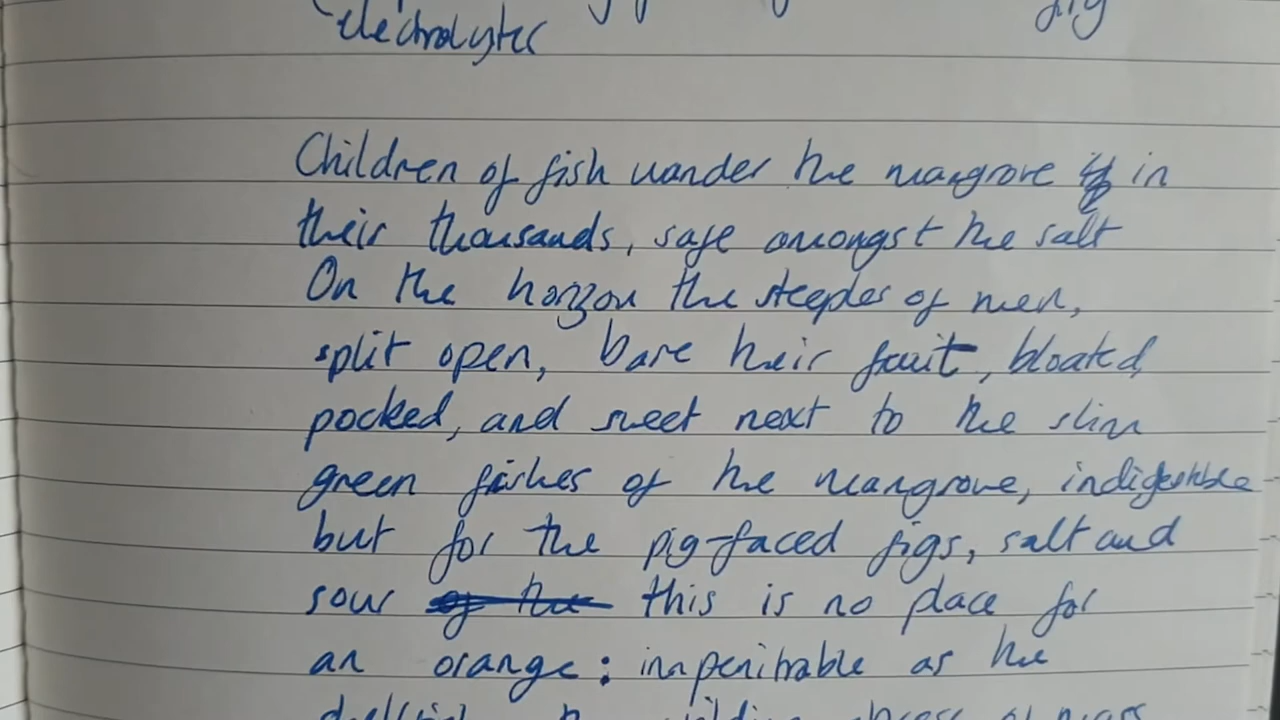 electrolytes
Children of fish wander the mangrove in
their thousands, safe amongst the salt
On the horizon the steeples of men,
split open, bare their fruit, bloated,
pocked, and sweet next to the slim
green fishes of the mangrove, indigestible
but for the pig-faced figs, salt and
sour of the this is no place for
an orange: inpenitrable as the